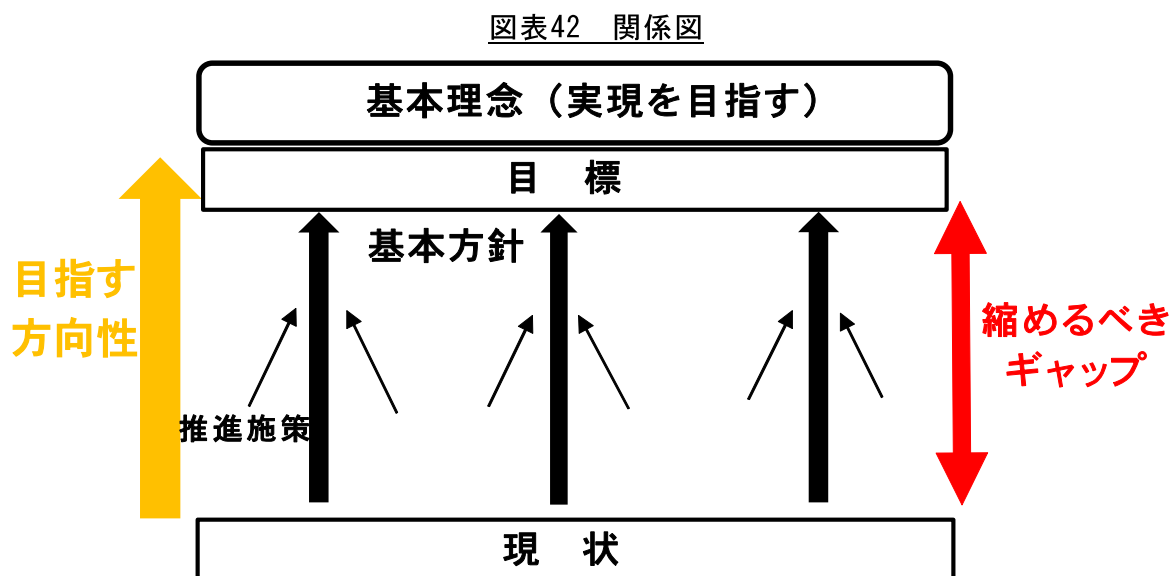 図表42　関係図
基本理念（実現を目指す）
目　標
基本方針
目指す
方向性
縮めるべき
ギャップ
推進施策
現　状